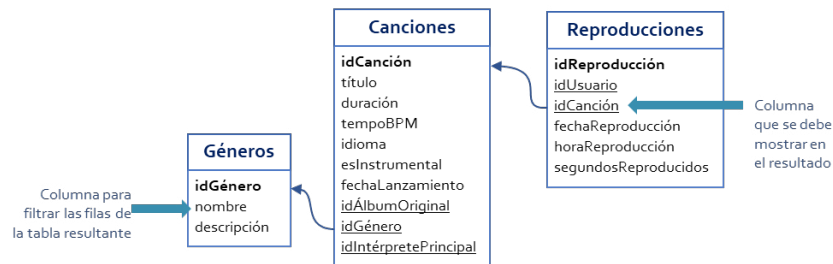 Canciones
idCanción
título
duración
tempoBPM
idioma
esInstrumental
fechaLanzamiento
idÁlbumOriginal
idGénero
idIntérpretePrincipal
Reproducciones
idReproducción
idUsuario
idCanción
fechaReproducción
horaReproducción
segundosReproducidos
Columna
que se debe
mostrar en
el resultado
Géneros
idGénero
nombre
descripción
Columna para
filtrar las filas de
la tabla resultante